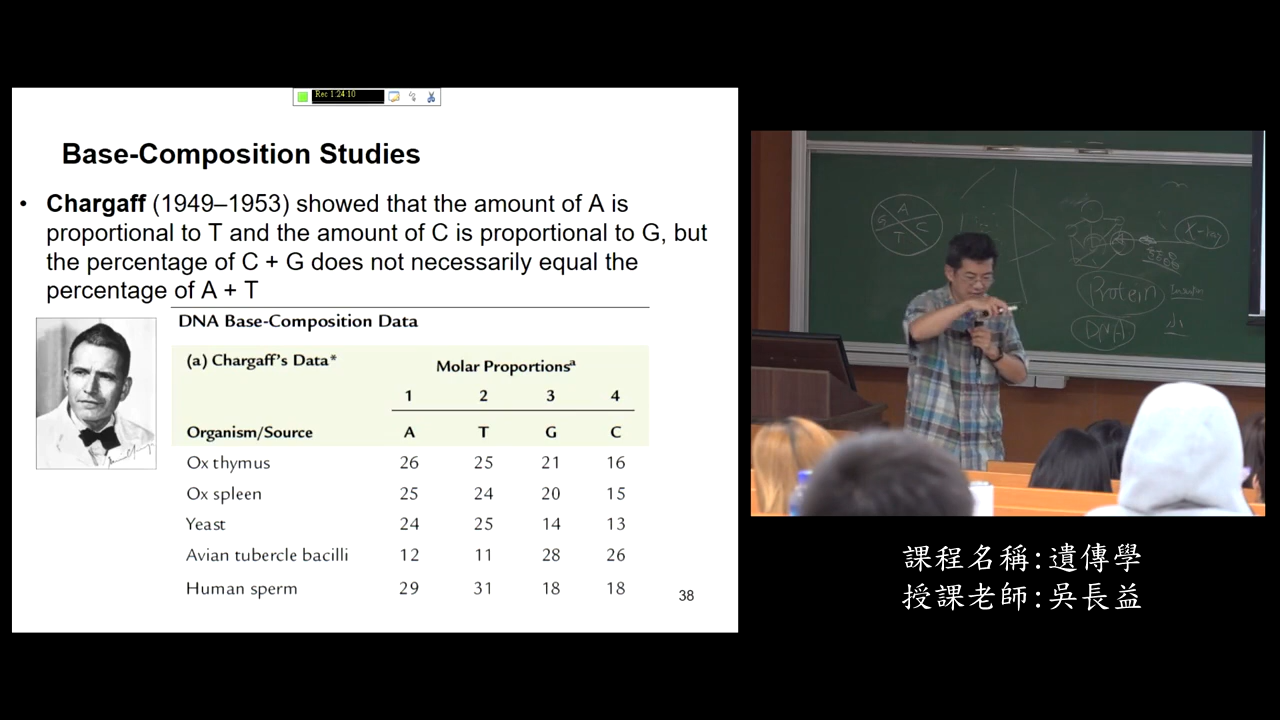 Rec 1:24:10
Base-Composition Studies
• Chargaff (1949–1953) showed that the amount of A is
proportional to T and the amount of C is proportional to G, but
the percentage of C + G does not necessarily equal the
percentage of A + T
DNA Base-Composition Data
(a) Chargaff's Data* Molar Proportionsᵃ
1 2 3 4
Organism/Source A T G C
Ox thymus 26 25 21 16
Ox spleen 25 24 20 15
Yeast 24 25 14 13
Avian tubercle bacilli 12 11 28 26
Human sperm 29 31 18 18
38
A
G C
T
X-ray
Protein
DNA
課程名稱:遺傳學
授課老師:吳長益